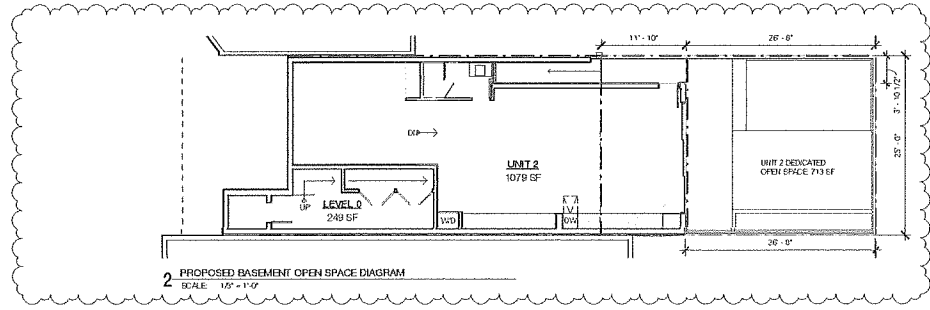 11' - 10"
26' - 8"
3' - 10 1/2"
25' - 0"
UNIT 2
1079 SF
UNIT 2 DEDICATED
OPEN SPACE: 713 SF
UP
LEVEL 0
249 SF
W/D
DW
26' - 8"
2 PROPOSED BASEMENT OPEN SPACE DIAGRAM
SCALE: 1/8" = 1'-0"